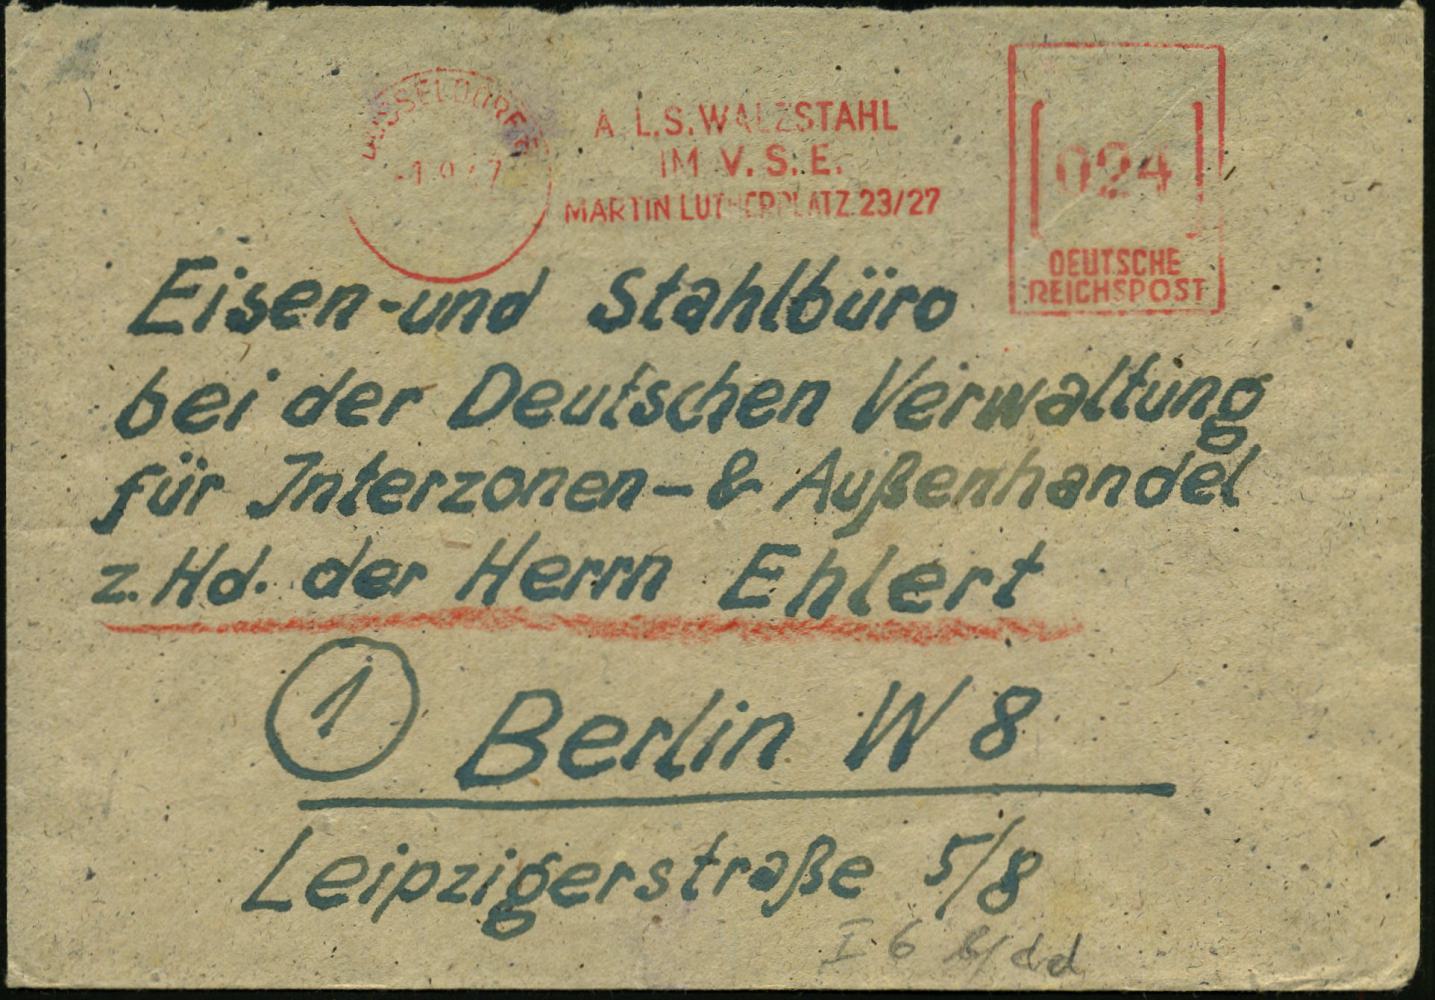 DÜSSELDORF
-1.9.47
A.L.S. WALZSTAHL
IM V.S.E.
MARTIN LUTHERPLATZ 23/27
024
DEUTSCHE
REICHSPOST
Eisen-und Stahlbüro
bei der Deutschen Verwaltung
für Interzonen-& Außenhandel
z.Hd. der Herrn Ehlert
1 Berlin W 8
Leipzigerstraße 5/8
I 6